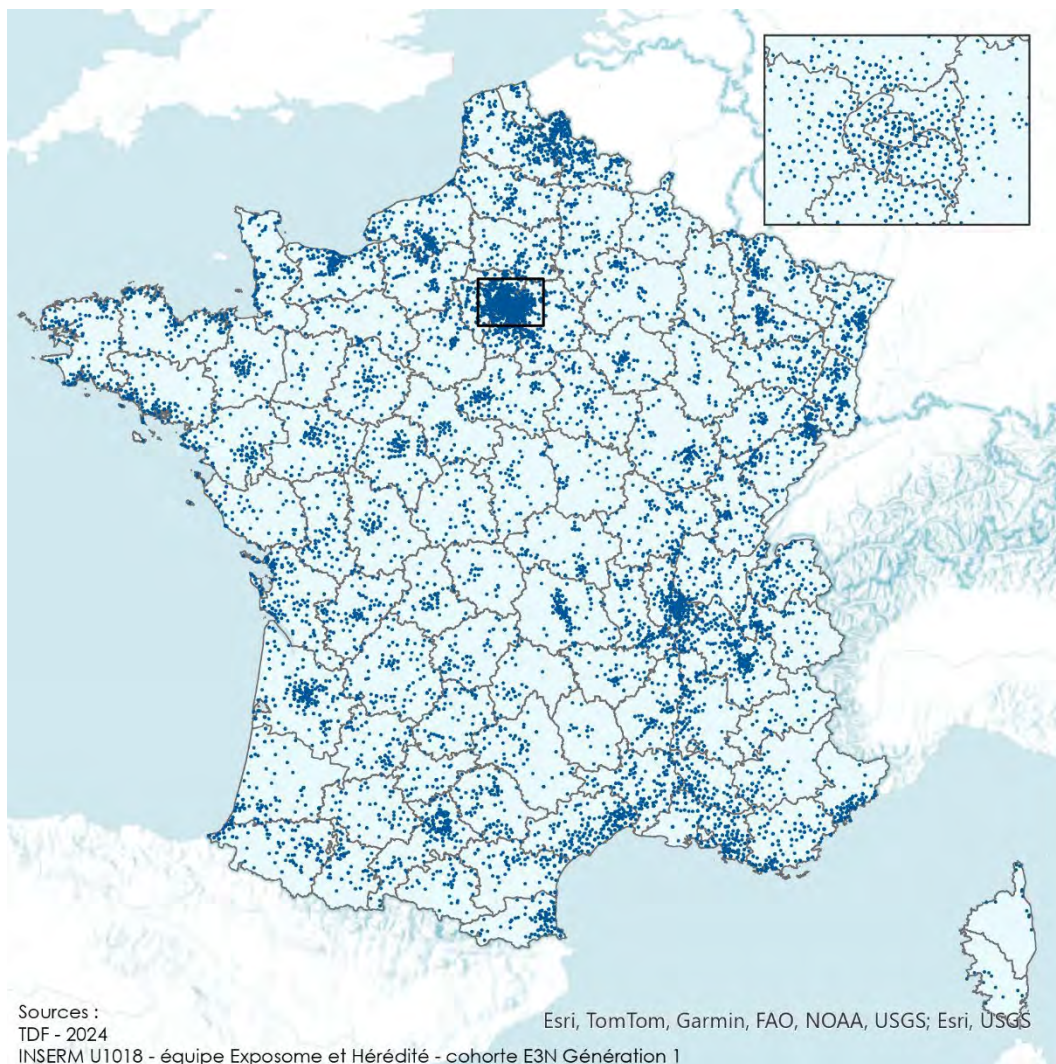 Sources :
TDF - 2024
Esri, TomTom, Garmin, FAO, NOAA, USGS; Esri, USGS
INSERM U1018 - équipe Exposome et Hérédité - cohorte E3N Génération 1